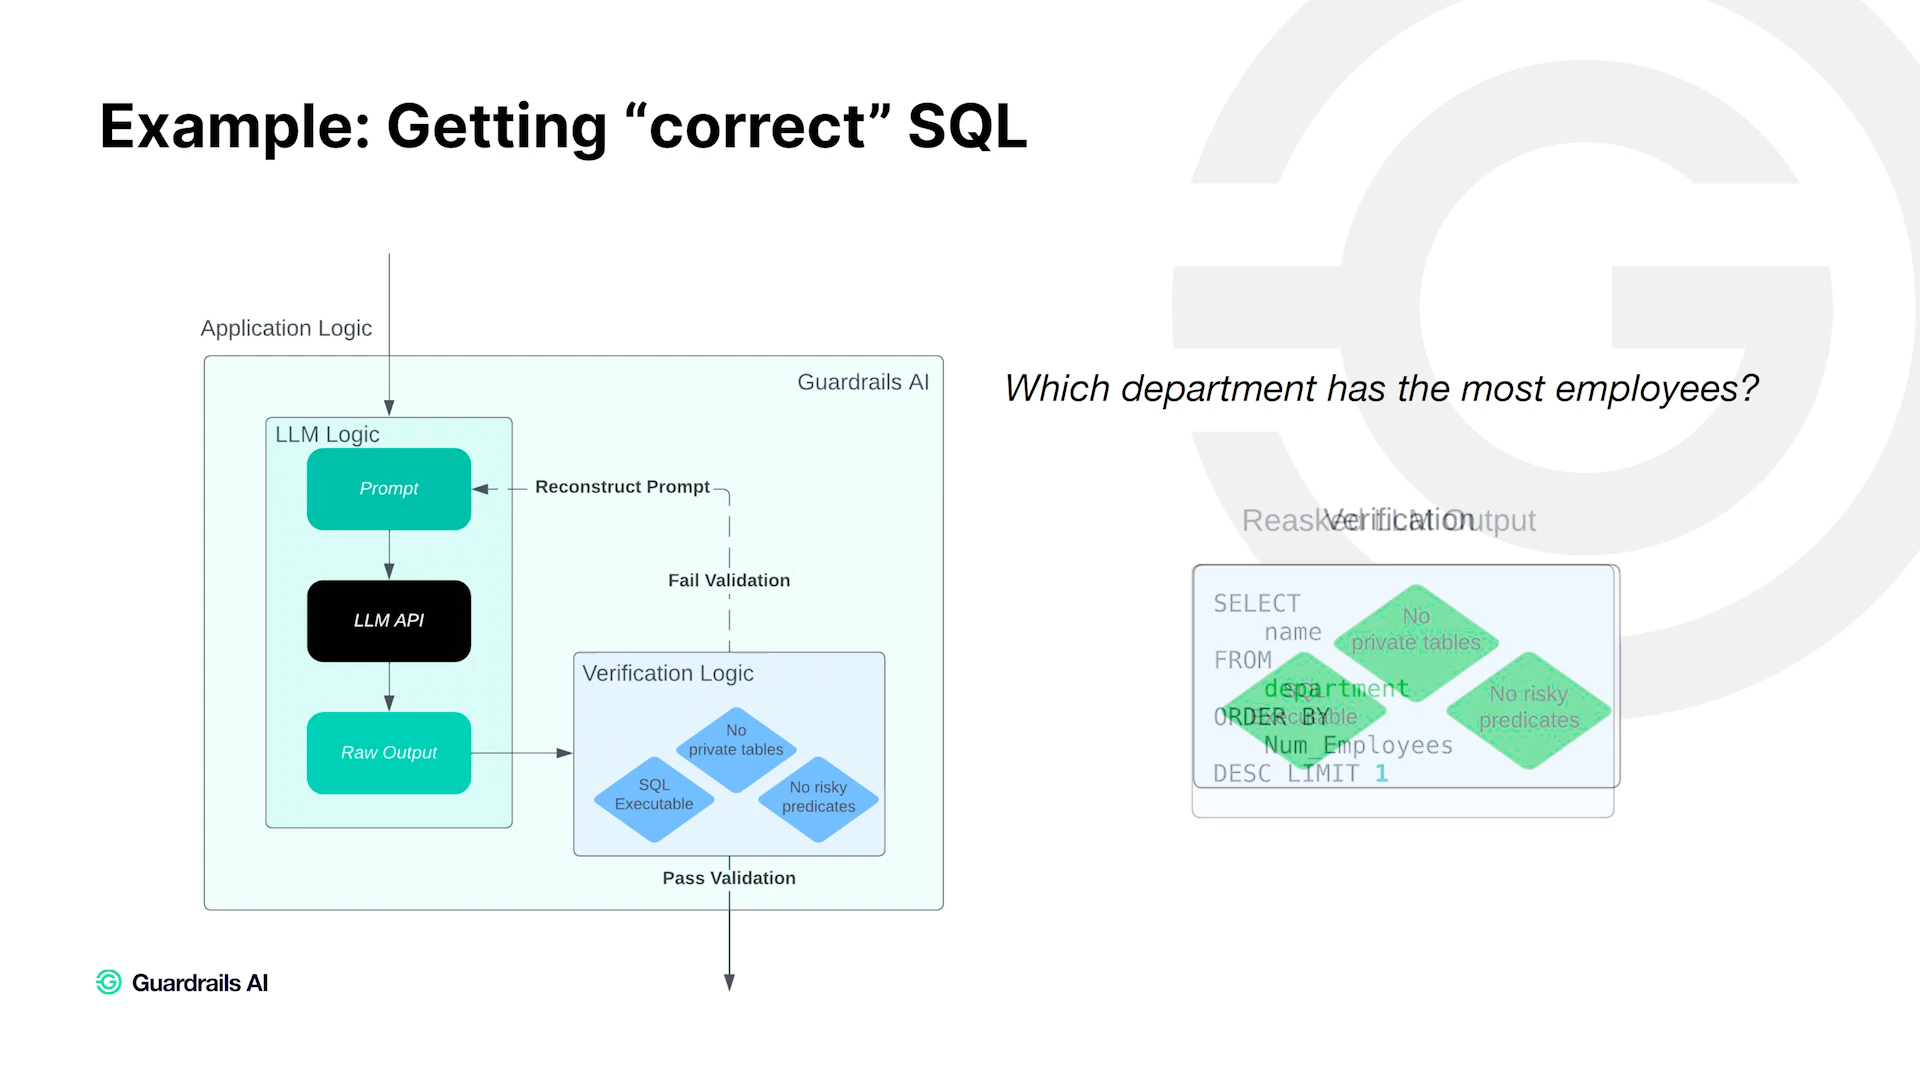 Example: Getting “correct” SQL
Application Logic
Guardrails AI
LLM Logic
Prompt
Reconstruct Prompt
LLM API
Fail Validation
Raw Output
Verification Logic
No
private tables
SQL
Executable
No risky
predicates
Pass Validation
Which department has the most employees?
Reasked LLM Output
Verification
SELECT
name
FROM
department
ORDER BY
Num_Employees
DESC LIMIT 1
No
private tables
SQL
Executable
No risky
predicates
Guardrails AI